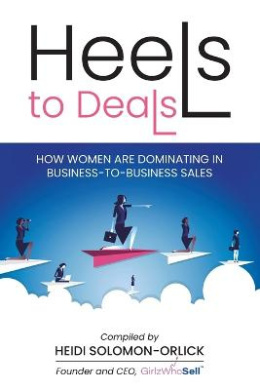 Heels
to Deals
HOW WOMEN ARE DOMINATING IN
BUSINESS-TO-BUSINESS SALES
Compiled by
HEIDI SOLOMON-ORLICK
Founder and CEO, GirlzWhoSell™